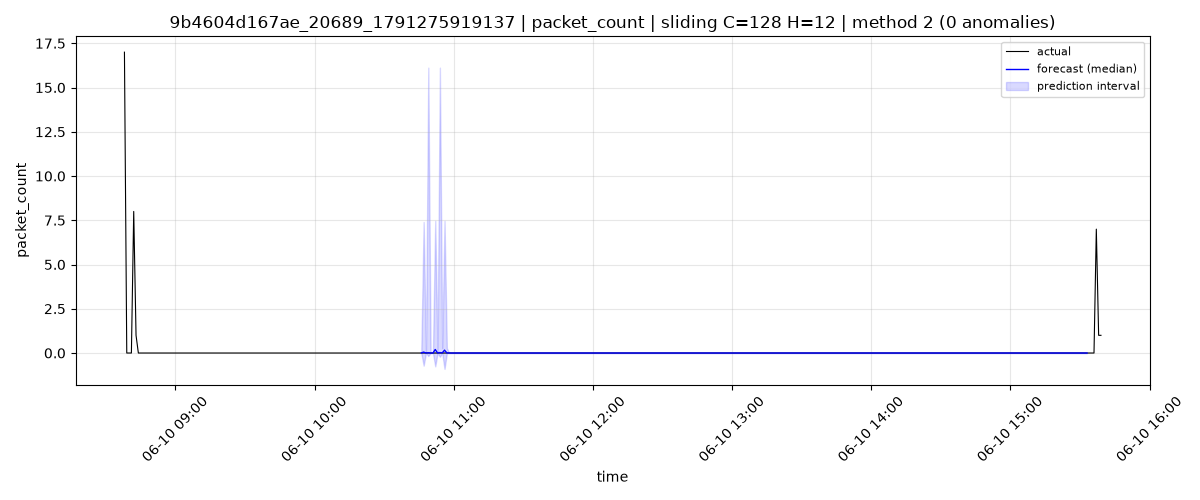 9b4604d167ae_20689_1791275919137 | packet_count | sliding C=128 H=12 | method 2 (0 anomalies)
actual
forecast (median)
prediction interval
packet_count
17.5
15.0
12.5
10.0
7.5
5.0
2.5
0.0
06-10 09:00
06-10 10:00
06-10 11:00
06-10 12:00
06-10 13:00
06-10 14:00
06-10 15:00
06-10 16:00
time